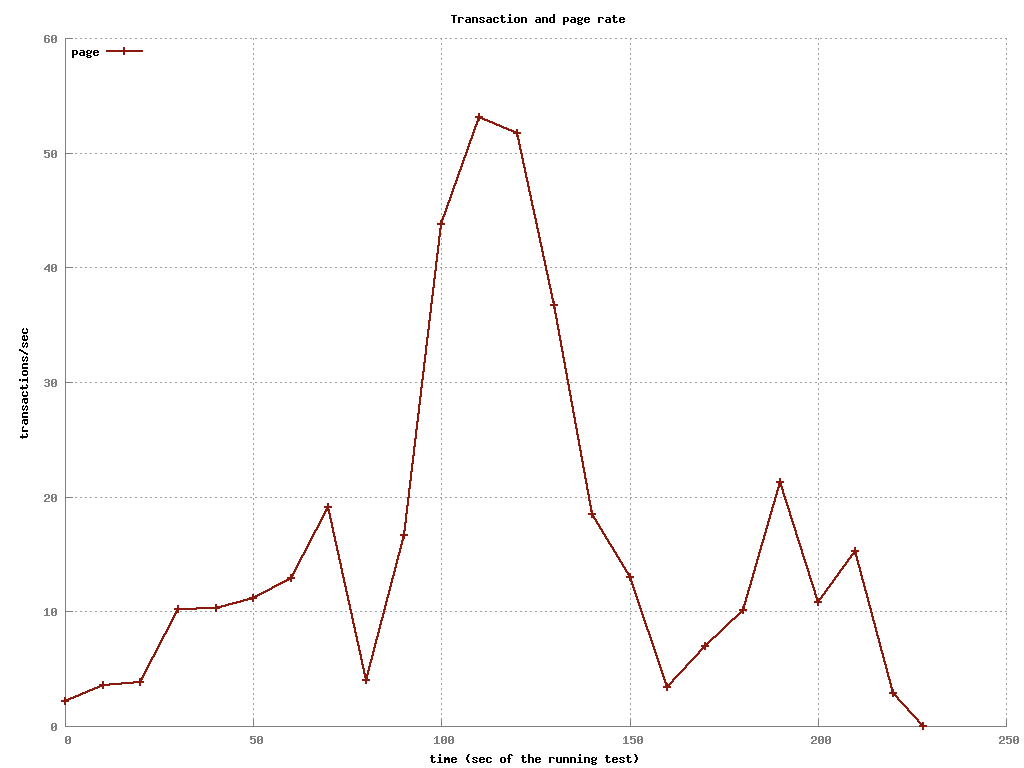 Transaction and page rate
page
60
50
40
30
20
10
0
transactions/sec
0 50 100 150 200 250
time (sec of the running test)